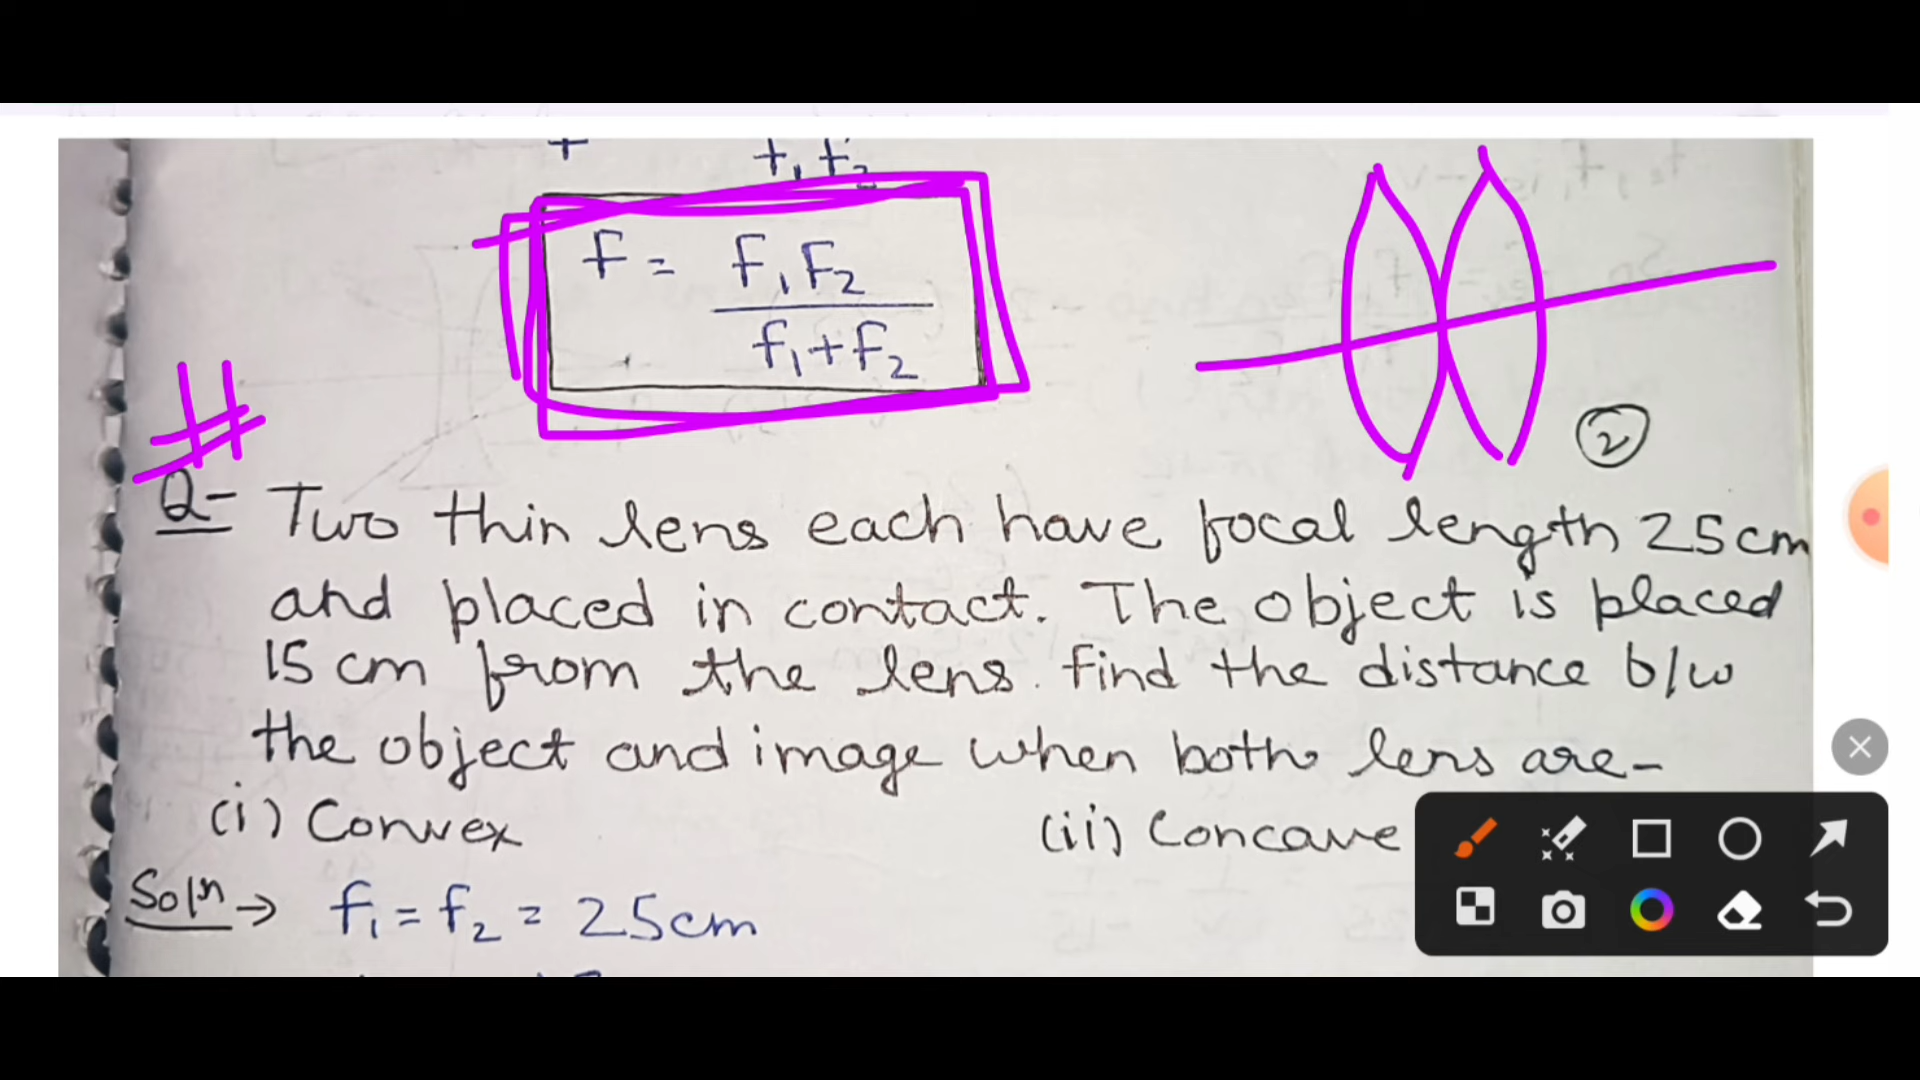 F = F₁F₂
f₁+F₂
②
Q- Two thin lens each have focal length 25cm
and placed in contact. The object is placed
15 cm from the lens. find the distance b/w
the object and image when both lens are-
(i) Convex (ii) Concave
Soln → f₁ = f₂ = 25cm